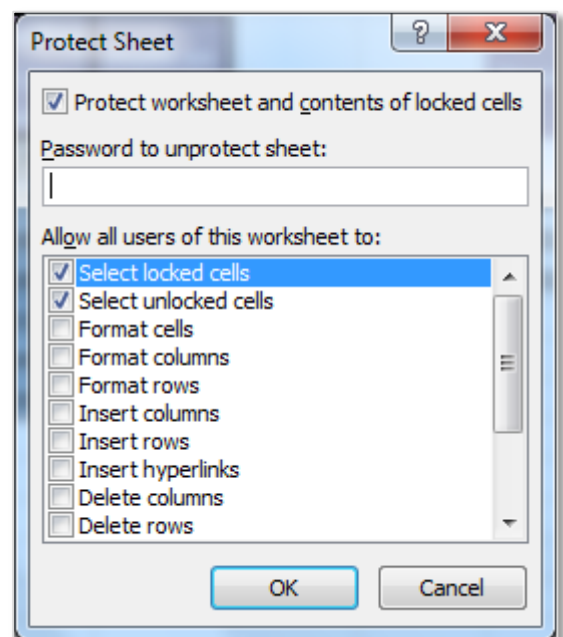 Protect Sheet
Protect worksheet and contents of locked cells
Password to unprotect sheet:
Allow all users of this worksheet to:
Select locked cells
Select unlocked cells
Format cells
Format columns
Format rows
Insert columns
Insert rows
Insert hyperlinks
Delete columns
Delete rows
OK Cancel